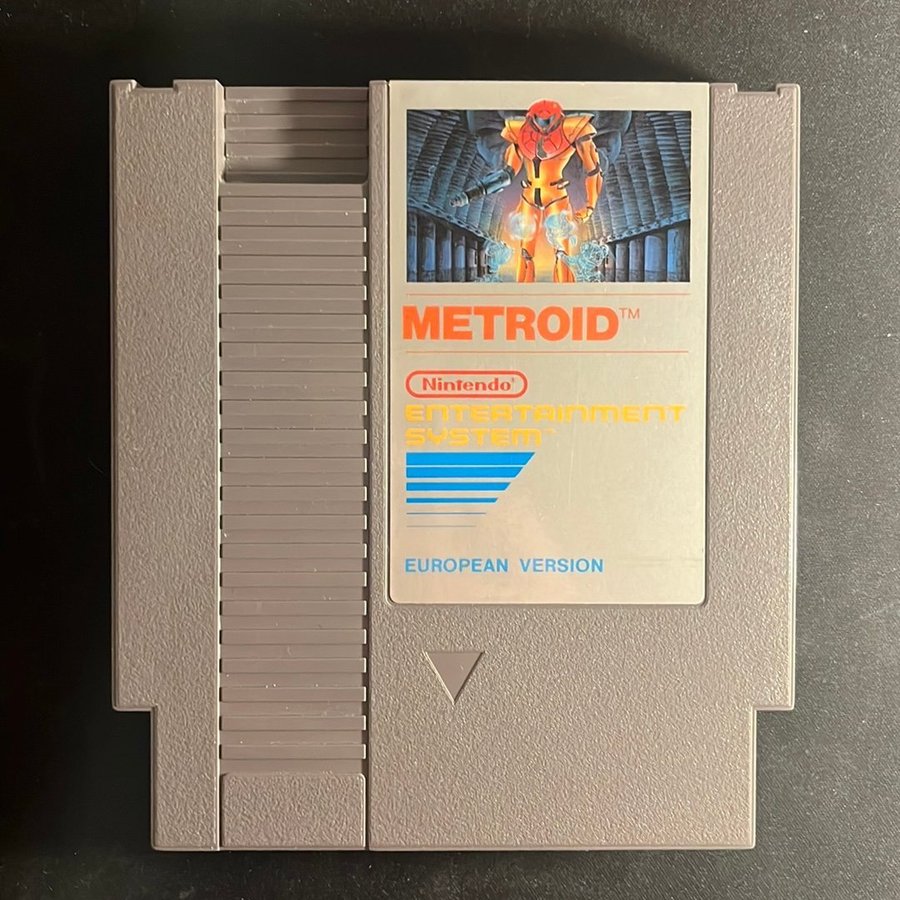 METROID™
Nintendo®
ENTERTAINMENT
SYSTEM™
EUROPEAN VERSION